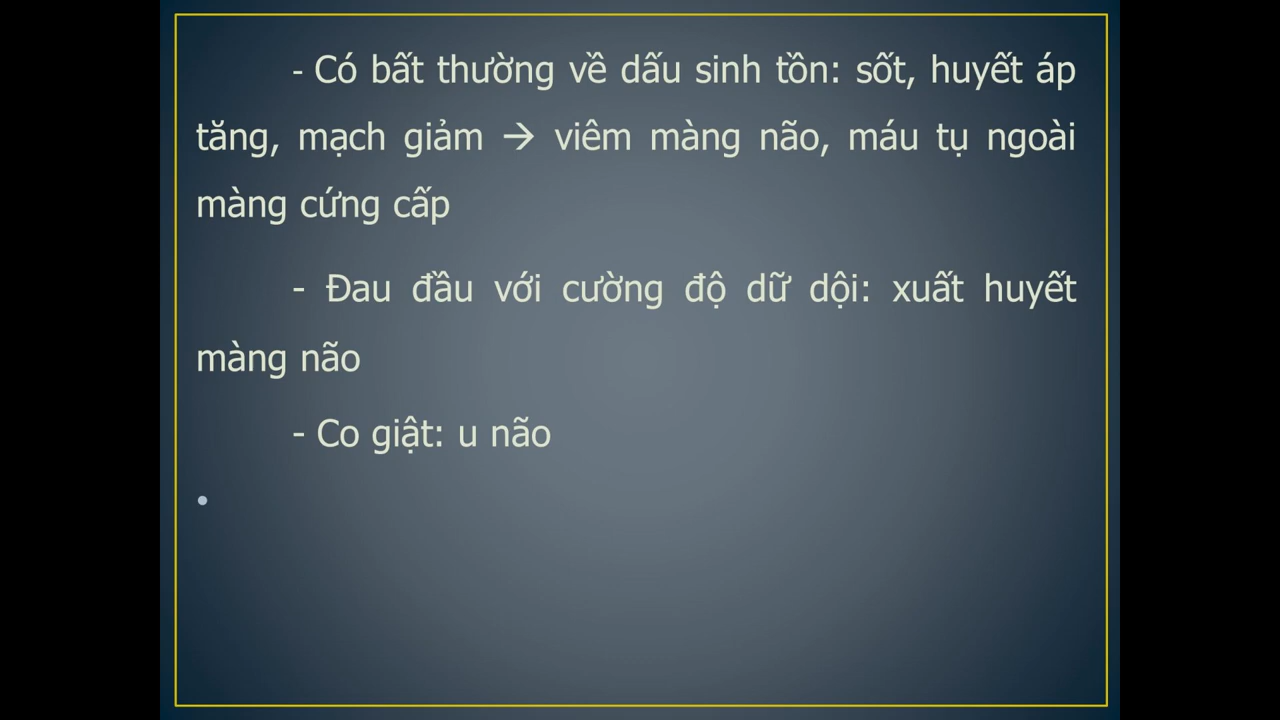 - Có bất thường về dấu sinh tồn: sốt, huyết áp
tăng, mạch giảm → viêm màng não, máu tụ ngoài
màng cứng cấp
- Đau đầu với cường độ dữ dội: xuất huyết
màng não
- Co giật: u não
•